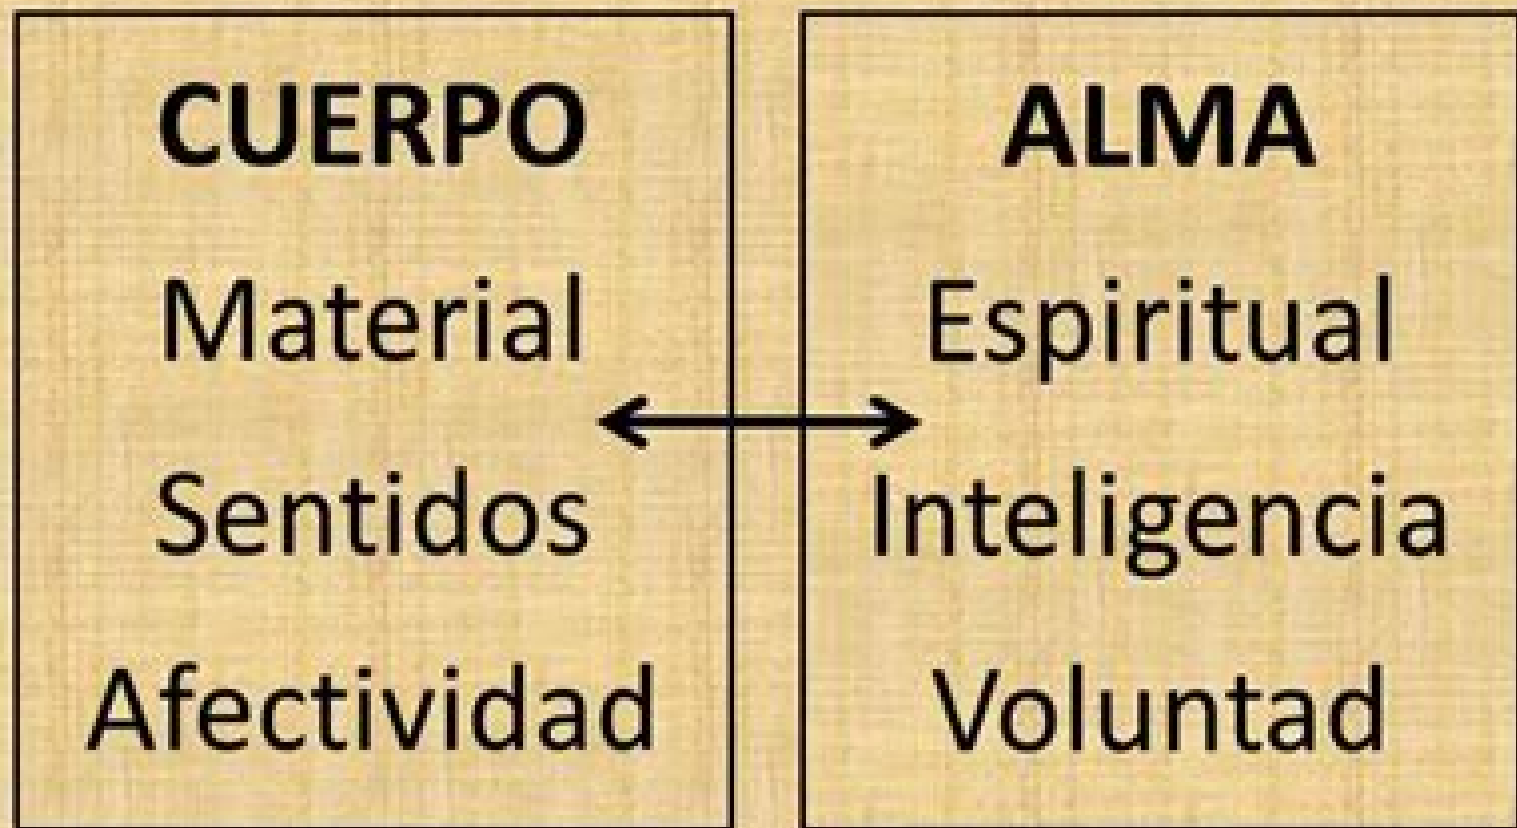 CUERPO
Material
Sentidos
Afectividad
ALMA
Espiritual
Inteligencia
Voluntad